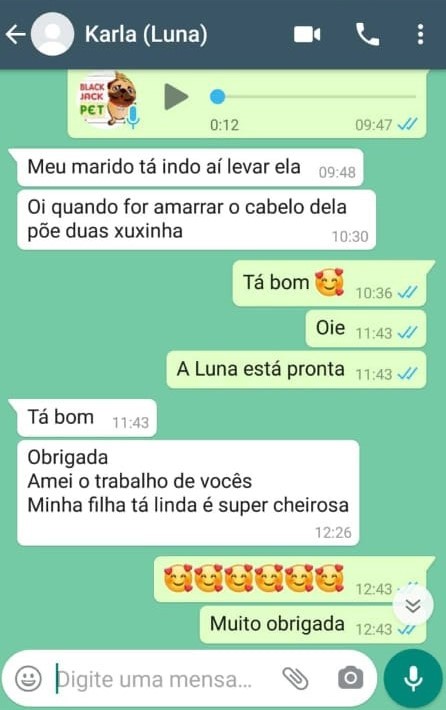 Karla (Luna)
BLACK
JACK
PET
0:12 09:47
Meu marido tá indo aí levar ela 09:48
Oi quando for amarrar o cabelo dela
põe duas xuxinha 10:30
Tá bom 🥰 10:36
Oie 11:43
A Luna está pronta 11:43
Tá bom 11:43
Obrigada
Amei o trabalho de vocês
Minha filha tá linda é super cheirosa
12:26
🥰🥰🥰🥰🥰🥰 12:43
Muito obrigada 12:43
Digite uma mensa...